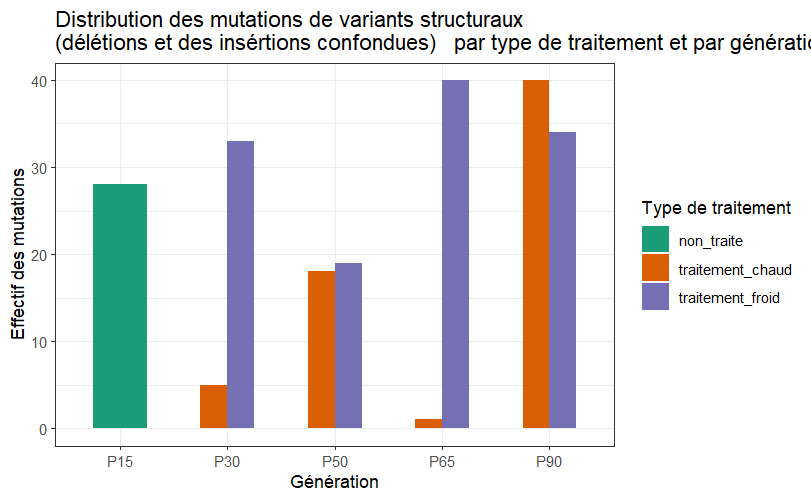 Distribution des mutations de variants structuraux
(délétions et des insértions confondues)   par type de traitement et par génératio
Effectif des mutations
40
30
20
10
0
P15
P30
P50
P65
P90
Génération
Type de traitement
non_traite
traitement_chaud
traitement_froid